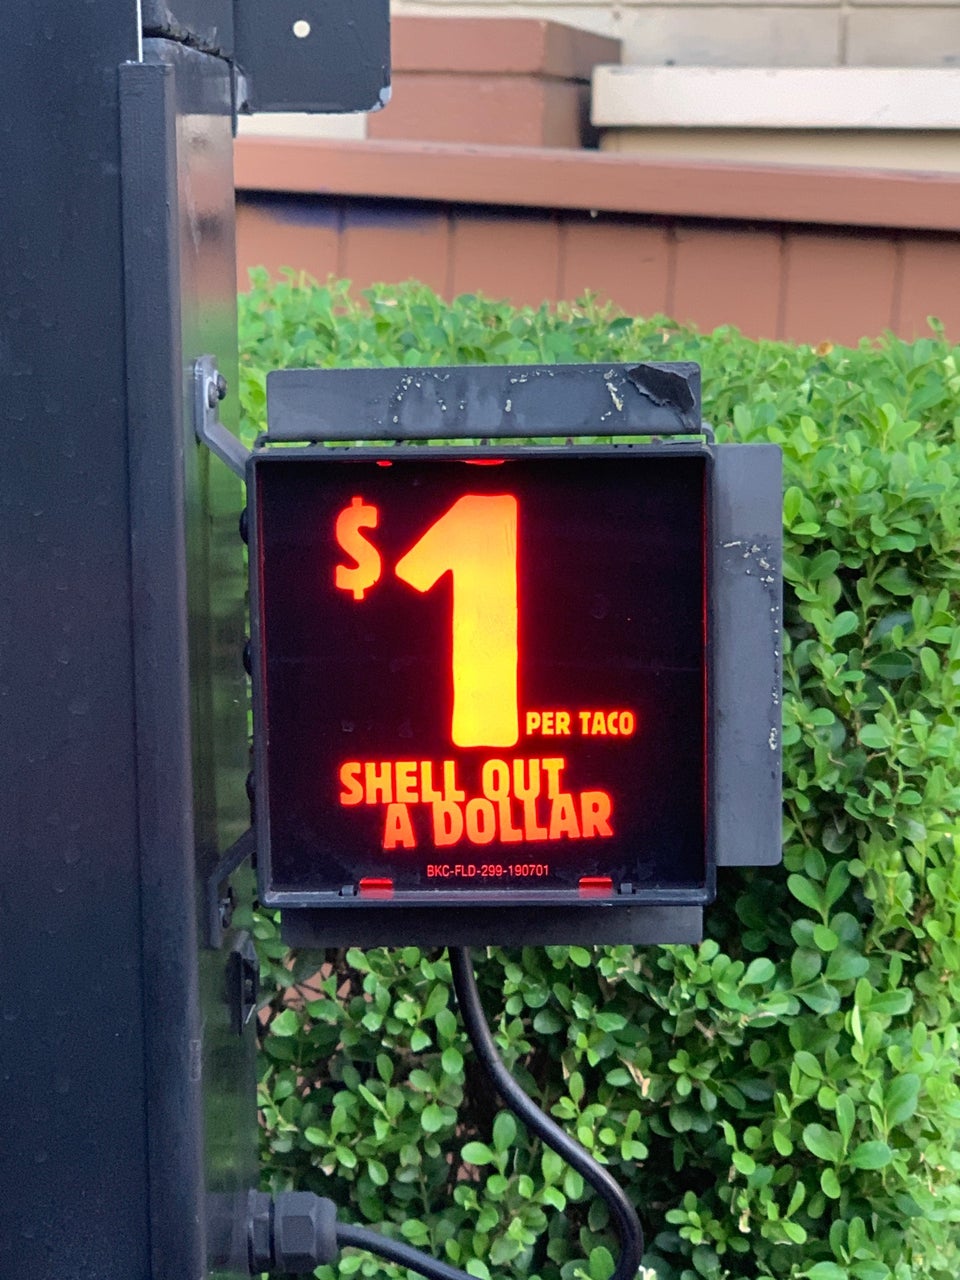 $1 PER TACO
SHELL OUT
A DOLLAR
BKC-FLD-299-190701